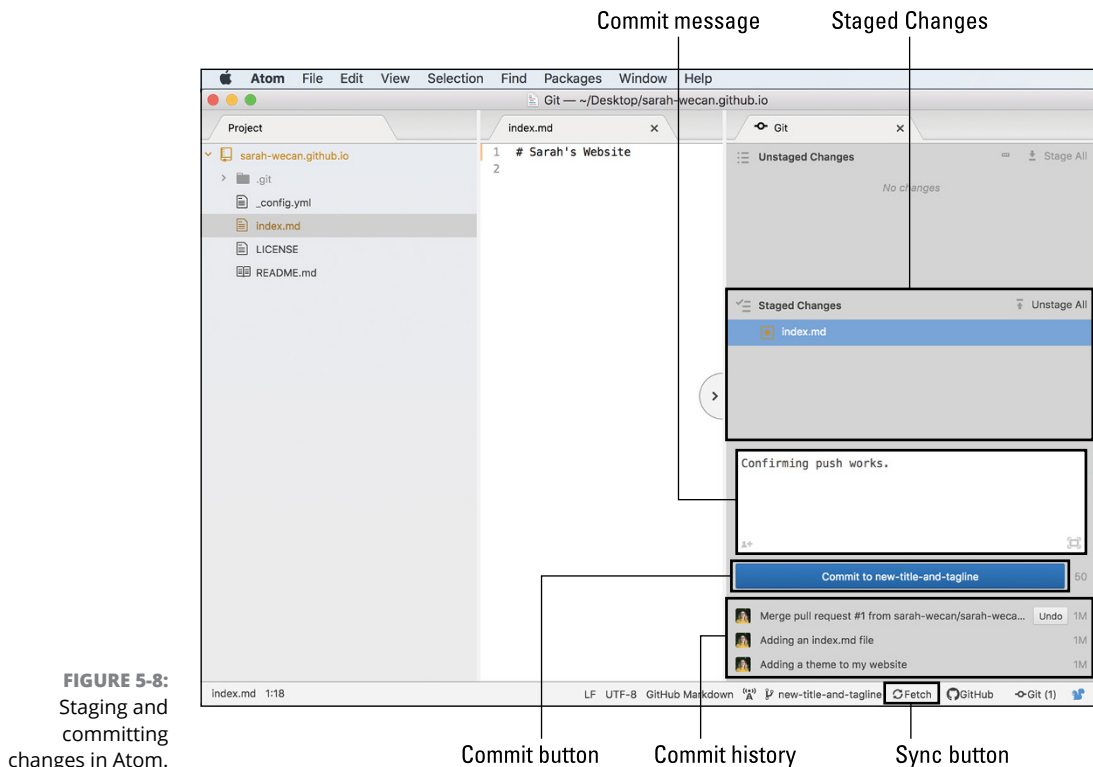 Commit message
Staged Changes
Atom File Edit View Selection Find Packages Window Help
Git — ~/Desktop/sarah-wecan.github.io
Project
index.md
Git
sarah-wecan.github.io
.git
_config.yml
index.md
LICENSE
README.md
1 # Sarah's Website
2
Unstaged Changes
Stage All
No changes
Staged Changes
Unstage All
index.md
Confirming push works.
Commit to new-title-and-tagline
50
Merge pull request #1 from sarah-wecan/sarah-weca... Undo 1M
Adding an index.md file 1M
Adding a theme to my website 1M
index.md 1:18
LF UTF-8 GitHub Markdown new-title-and-tagline Fetch GitHub Git (1)
Commit button
Commit history
Sync button
FIGURE 5-8:
Staging and
committing
changes in Atom.